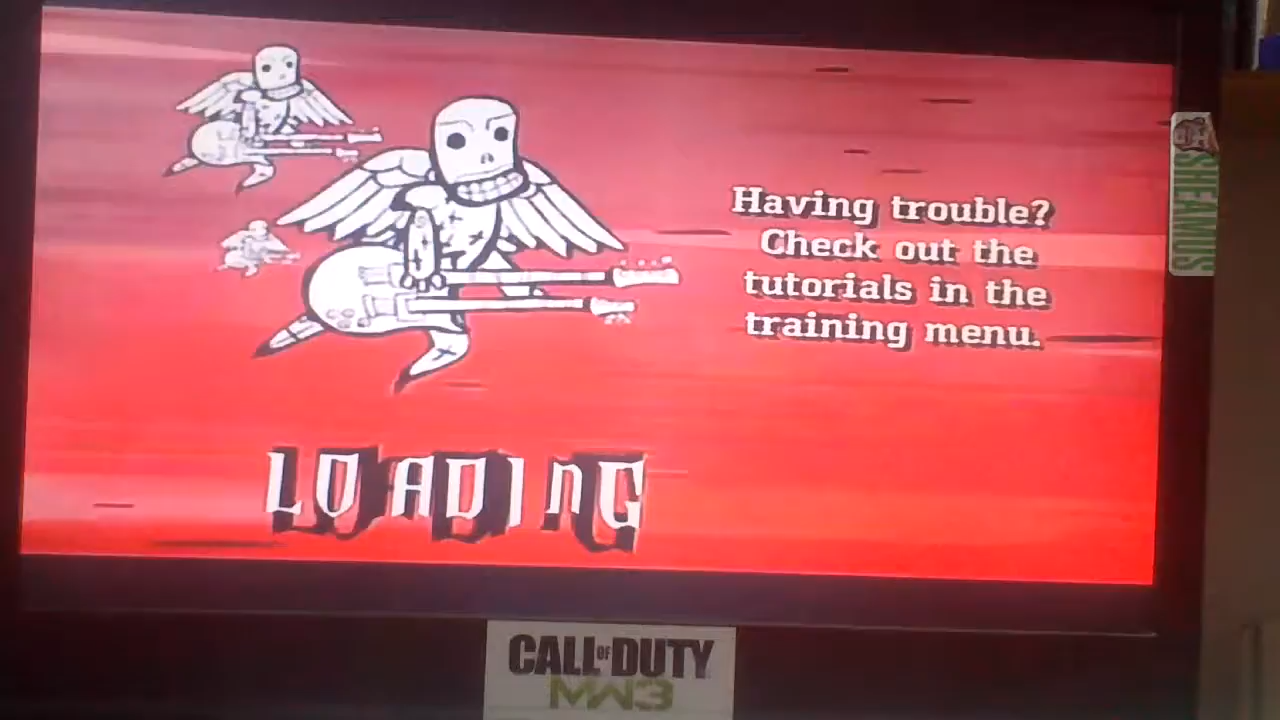 Having trouble?
Check out the
tutorials in the
training menu.
LOADING
SHEAMUS
CALL OF DUTY
MW3